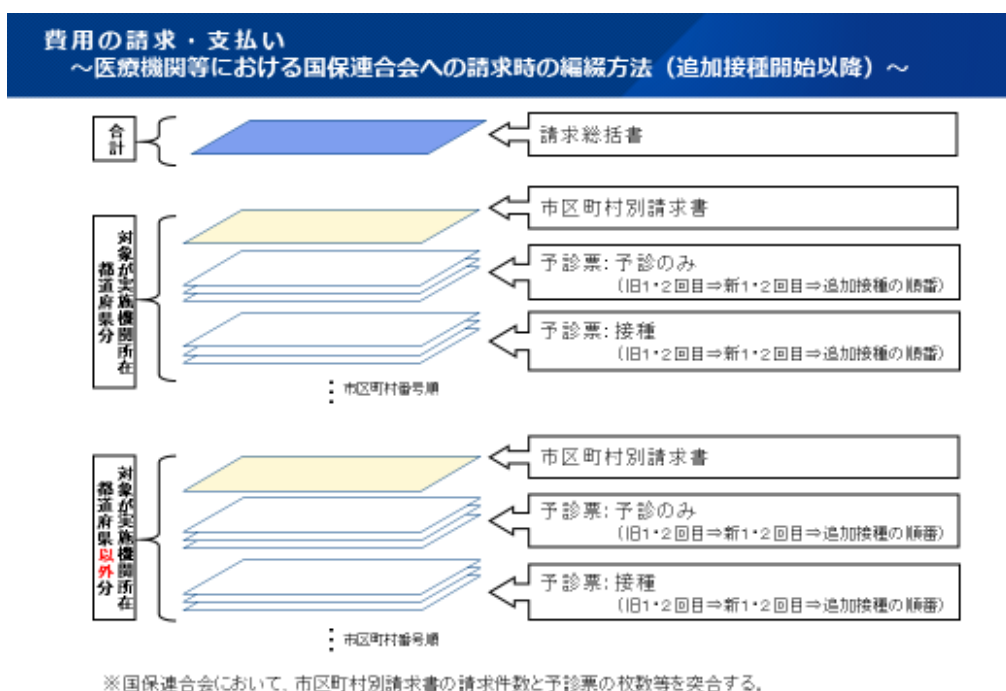 費用の請求・支払い
～医療機関等における国保連合会への請求時の編綴方法（追加接種開始以降）～
合計
請求総括書
対象が実施機関所在
都道府県分
市区町村別請求書
予診票：予診のみ
（旧1・2回目⇒新1・2回目⇒追加接種の順番）
予診票：接種
（旧1・2回目⇒新1・2回目⇒追加接種の順番）
市区町村番号順
対象が実施機関所在
都道府県以外分
市区町村別請求書
予診票：予診のみ
（旧1・2回目⇒新1・2回目⇒追加接種の順番）
予診票：接種
（旧1・2回目⇒新1・2回目⇒追加接種の順番）
市区町村番号順
※国保連合会において、市区町村別請求書の請求件数と予診票の枚数等を突合する。